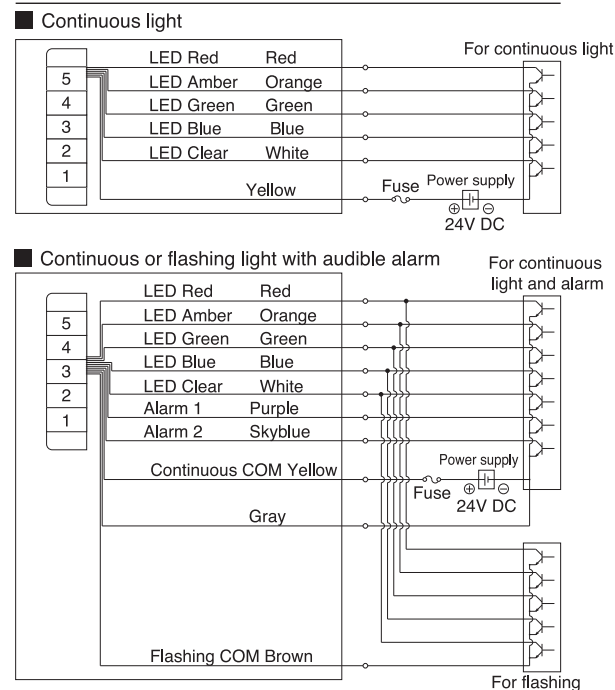 ■ Continuous light
For continuous light
LED Red Red
LED Amber Orange
LED Green Green
LED Blue Blue
LED Clear White
Yellow
5
4
3
2
1
Fuse
Power supply
⊕ ⊖
24V DC
■ Continuous or flashing light with audible alarm
For continuous
light and alarm
LED Red Red
LED Amber Orange
LED Green Green
LED Blue Blue
LED Clear White
Alarm 1 Purple
Alarm 2 Skyblue
5
4
3
2
1
Continuous COM Yellow
Power supply
Fuse
⊕ ⊖
24V DC
Gray
Flashing COM Brown
For flashing